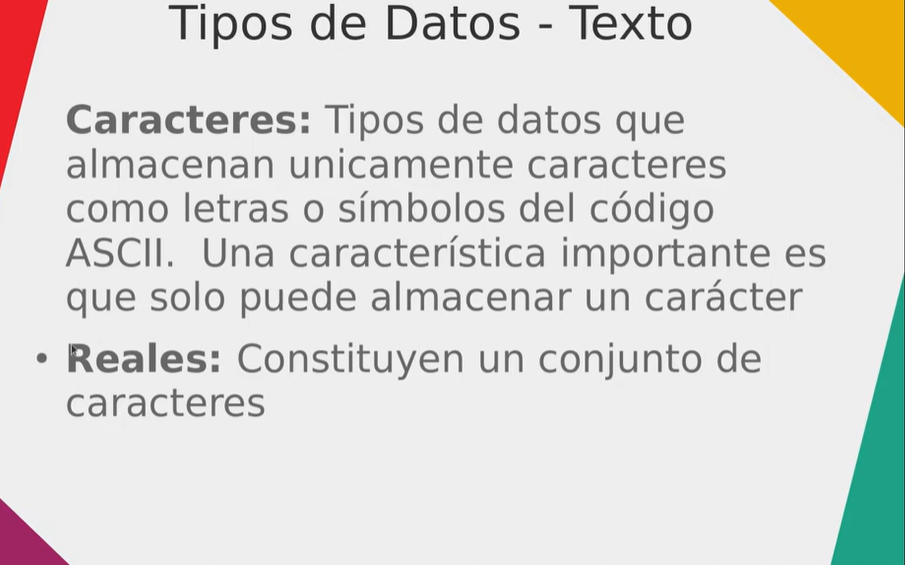 Tipos de Datos - Texto
Caracteres: Tipos de datos que
almacenan unicamente caracteres
como letras o símbolos del código
ASCII.  Una característica importante es
que solo puede almacenar un carácter
• Reales: Constituyen un conjunto de
caracteres